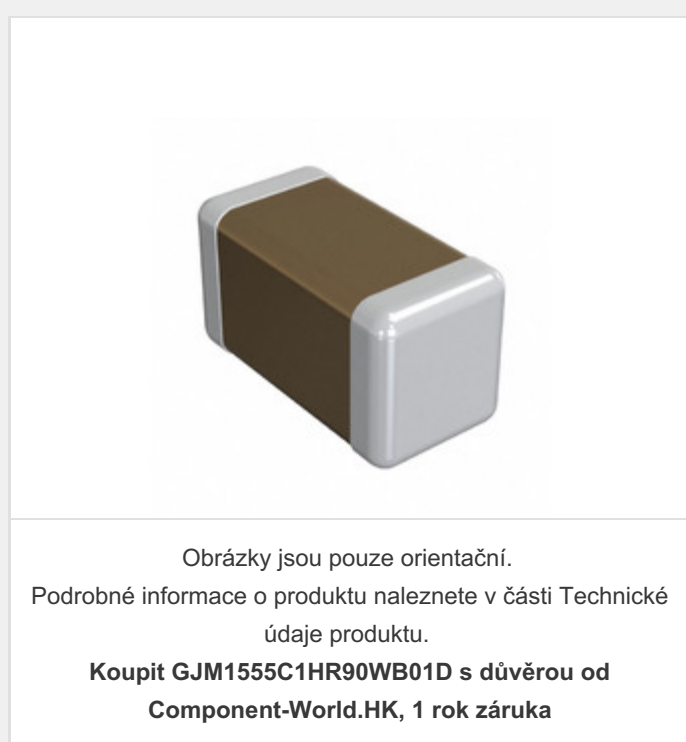 Obrázky jsou pouze orientační.
Podrobné informace o produktu naleznete v části Technické
údaje produktu.
Koupit GJM1555C1HR90WB01D s důvěrou od
Component-World.HK, 1 rok záruka